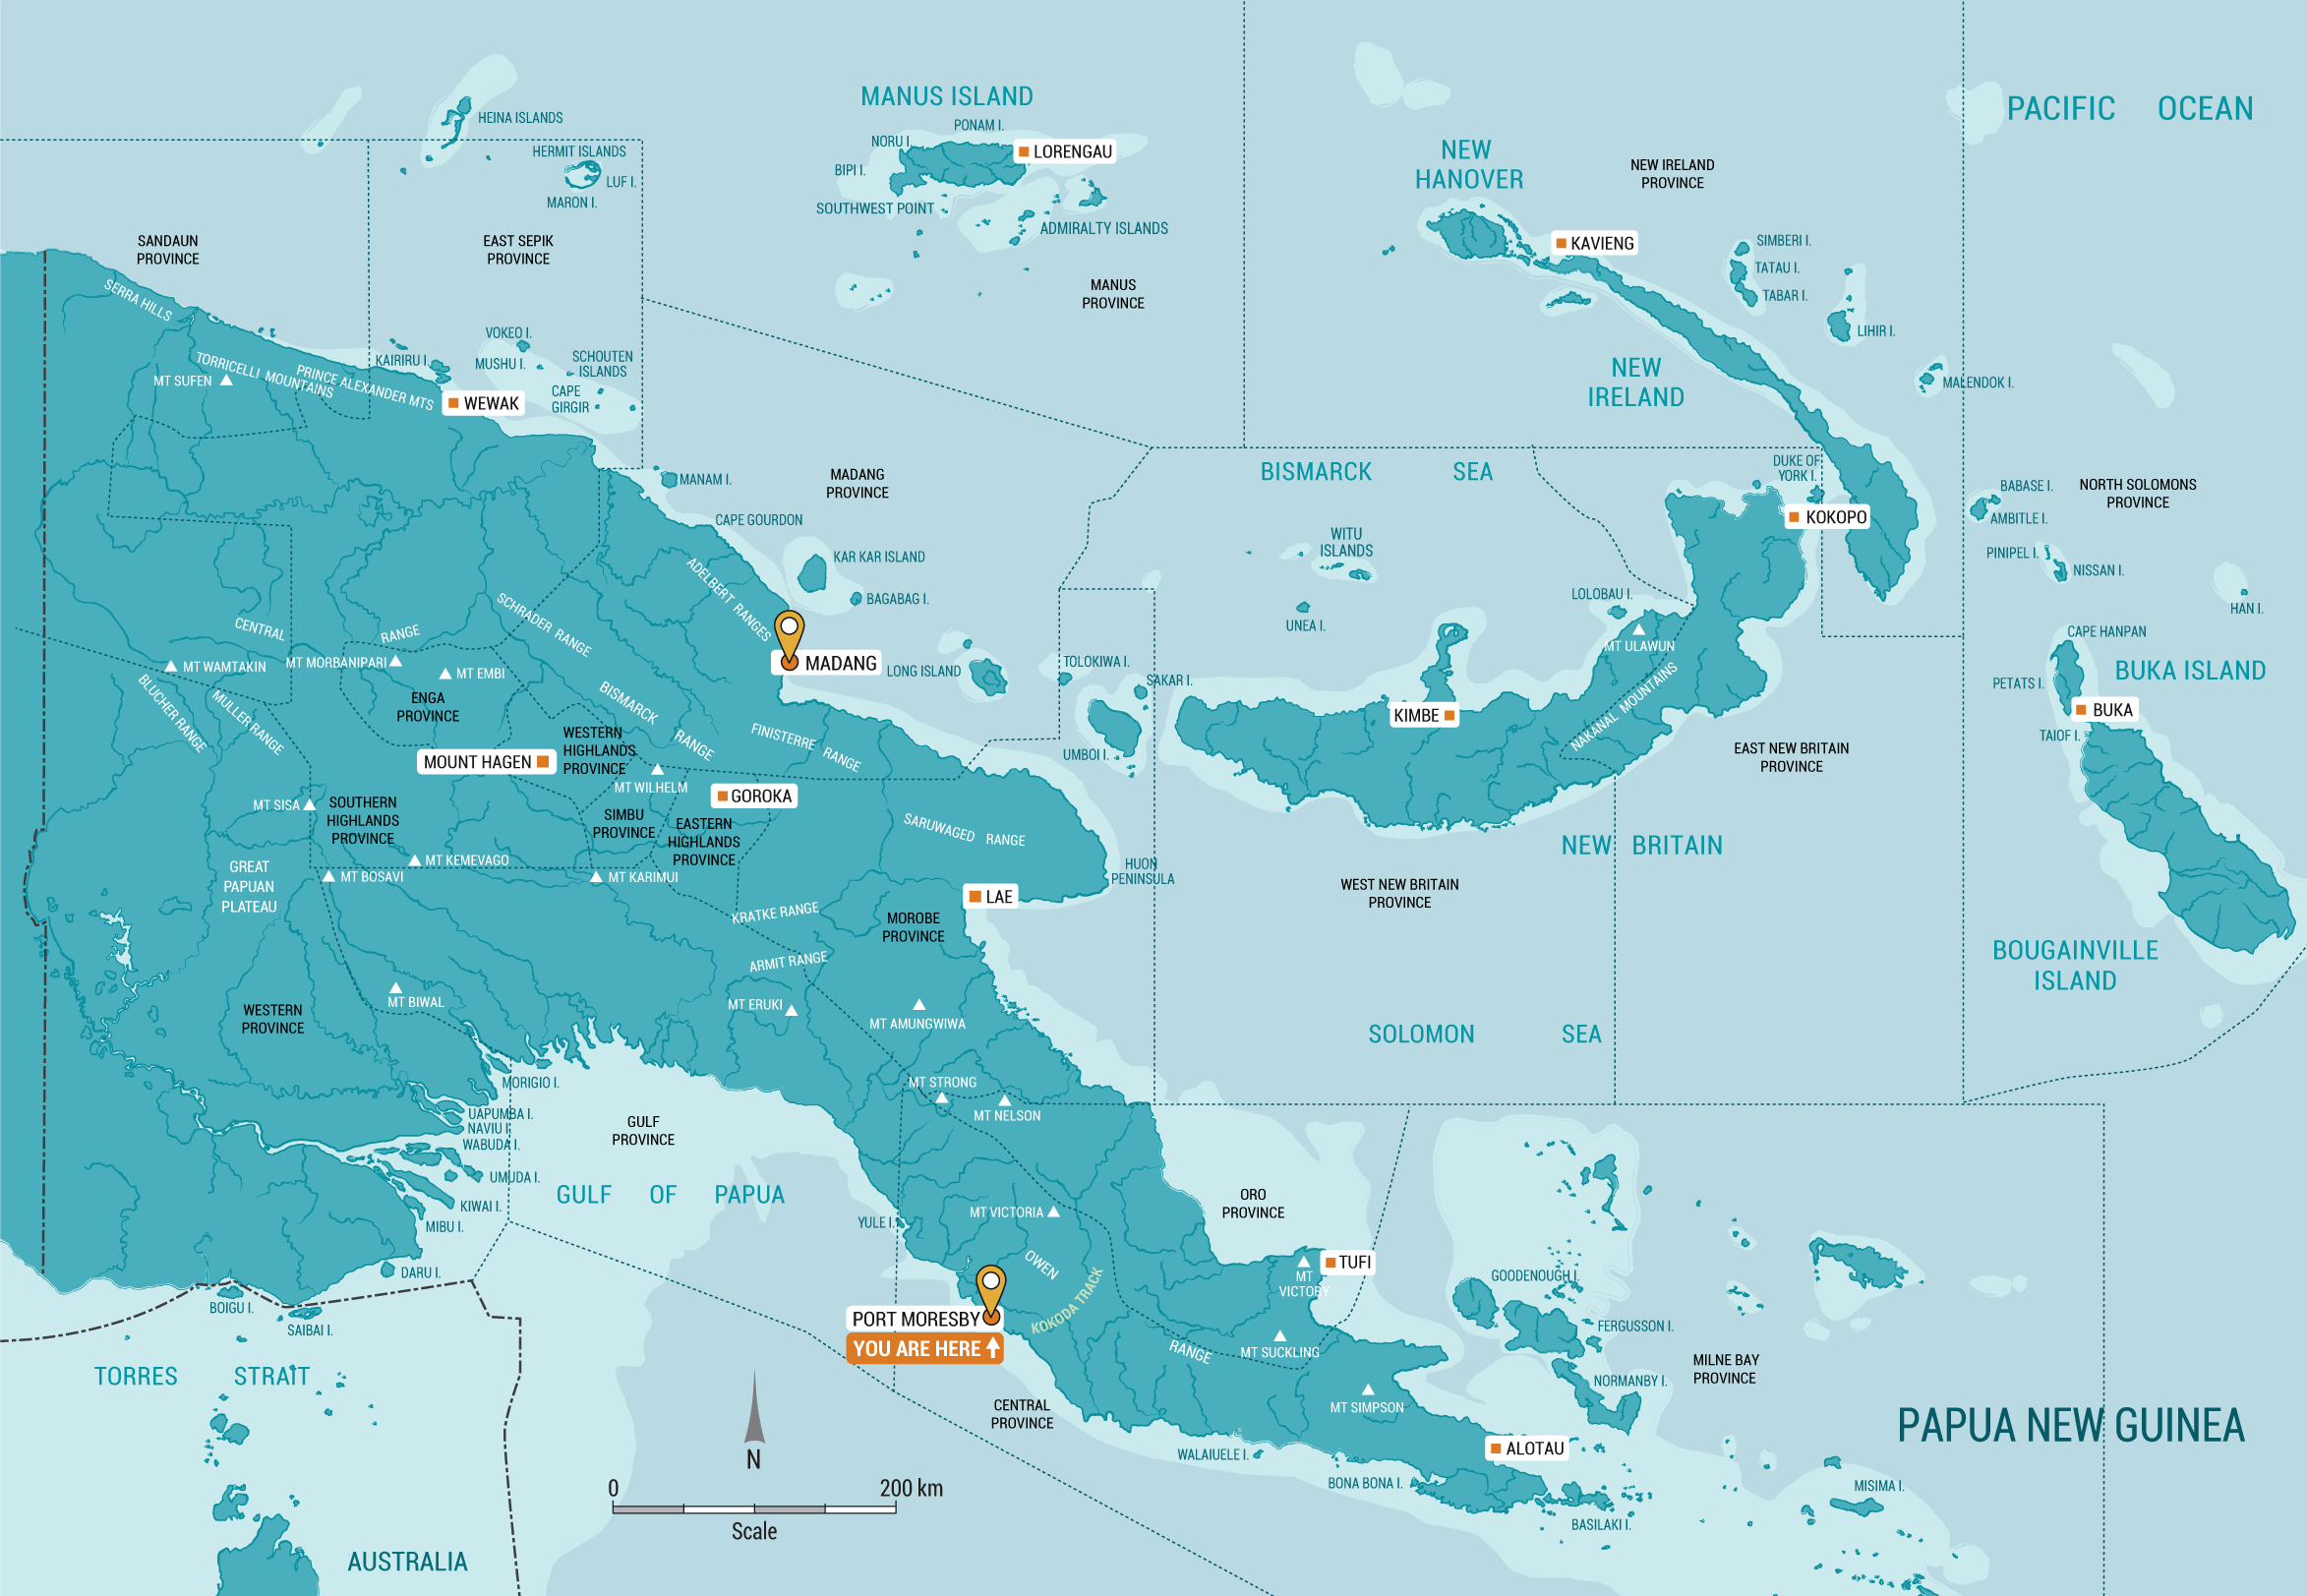 PACIFIC OCEAN
MANUS ISLAND
HEINA ISLANDS
PONAM I.
NORU I.
LORENGAU
HERMIT ISLANDS
LUF I.
MARON I.
BIPI I.
SOUTHWEST POINT
ADMIRALTY ISLANDS
NEW
HANOVER
NEW IRELAND
PROVINCE
SANDAUN
PROVINCE
EAST SEPIK
PROVINCE
MANUS
PROVINCE
KAVIENG
SIMBERI I.
TATAU I.
TABAR I.
LIHIR I.
MALENDOK I.
NEW
IRELAND
SERRA HILLS
TORRICELLI MOUNTAINS
PRINCE ALEXANDER MTS
MT SUFEN
KAIRIRU I.
VOKEO I.
MUSHU I.
SCHOUTEN
ISLANDS
CAPE
GIRGIR
WEWAK
MANAM I.
MADANG
PROVINCE
CAPE GOURDON
KAR KAR ISLAND
BAGABAG I.
BISMARCK SEA
WITU
ISLANDS
UNEA I.
DUKE OF
YORK I.
KOKOPO
BABASE I.
AMBITLE I.
NORTH SOLOMONS
PROVINCE
PINIPEL I.
NISSAN I.
HAN I.
CAPE HANPAN
BUKA ISLAND
PETATS I.
BUKA
TAIOF I.
BOUGAINVILLE
ISLAND
LOLOBAU I.
MT ULAWUN
NAKANAI MOUNTAINS
KIMBE
EAST NEW BRITAIN
PROVINCE
NEW BRITAIN
WEST NEW BRITAIN
PROVINCE
SOLOMON SEA
ADELBERT RANGES
MADANG
LONG ISLAND
TOLOKIWA I.
SAKAR I.
UMBOI I.
SCHRADER RANGE
CENTRAL RANGE
MT WAMTAKIN
MT MORBANIPARI
MT EMBI
ENGA
PROVINCE
BLUCHER RANGE
MULLER RANGE
BISMARCK RANGE
FINISTERRE RANGE
WESTERN
HIGHLANDS
PROVINCE
MOUNT HAGEN
MT WILHELM
GOROKA
MT SISA
SOUTHERN
HIGHLANDS
PROVINCE
SIMBU
PROVINCE
EASTERN
HIGHLANDS
PROVINCE
SARUWAGED RANGE
HUON
PENINSULA
MT KEMEVAGO
MT BOSAVI
MT KARIMUI
GREAT
PAPUAN
PLATEAU
LAE
KRATKE RANGE
MOROBE
PROVINCE
ARMIT RANGE
MT BIWAL
MT ERUKI
MT AMUNGWIWA
WESTERN
PROVINCE
MORIGIO I.
UAPUMBA I.
NAVIU I.
WABUDA I.
UMUDA I.
KIWAI I.
MIBU I.
DARU I.
BOIGU I.
SAIBAI I.
GULF
PROVINCE
GULF OF PAPUA
MT STRONG
MT NELSON
YULE I.
MT VICTORIA
OWEN RANGE
KOKODA TRACK
ORO
PROVINCE
MT
VICTORY
TUFI
MT SUCKLING
MT SIMPSON
PORT MORESBY
YOU ARE HERE
CENTRAL
PROVINCE
GOODENOUGH I.
FERGUSSON I.
NORMANBY I.
MILNE BAY
PROVINCE
ALOTAU
WALAIUELE I.
BONA BONA I.
BASILAKI I.
MISIMA I.
PAPUA NEW GUINEA
TORRES STRAIT
AUSTRALIA
N
0 200 km
Scale